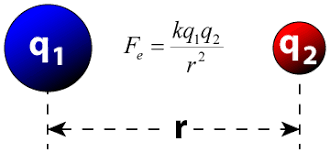 q₁ Fₑ = kq₁q₂ / r² q₂
r